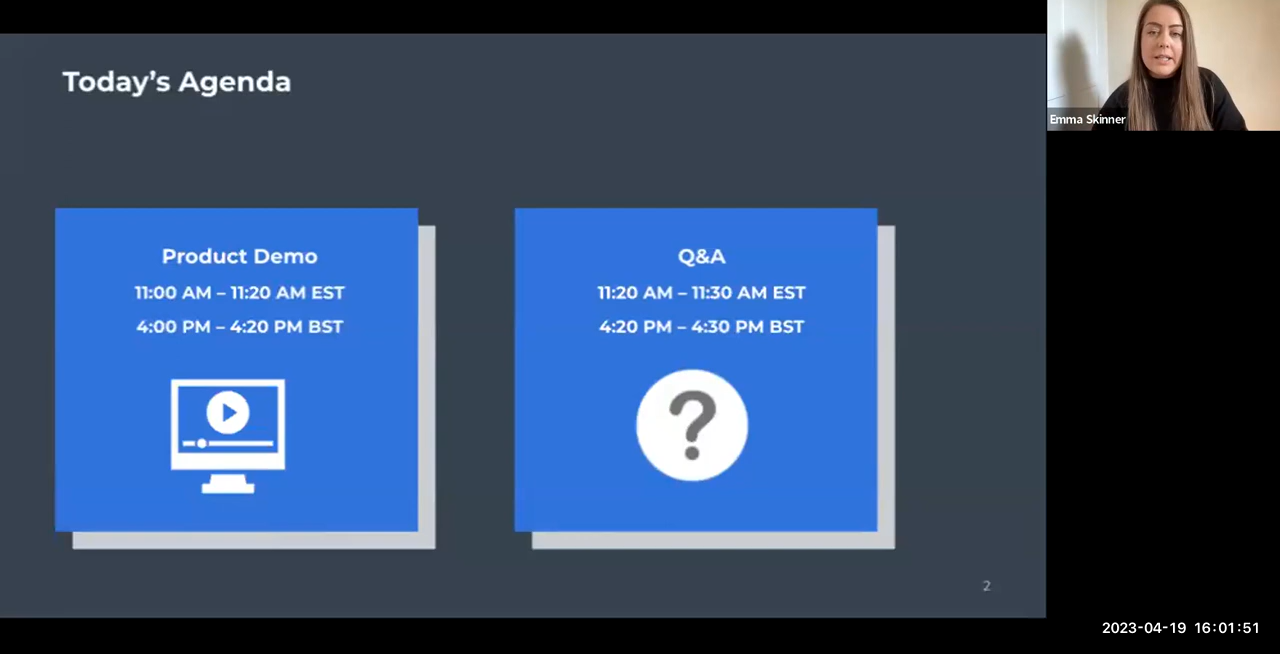 Today's Agenda
Product Demo
11:00 AM – 11:20 AM EST
4:00 PM – 4:20 PM BST
Q&A
11:20 AM – 11:30 AM EST
4:20 PM – 4:30 PM BST
?
2
Emma Skinner
2023-04-19 16:01:51